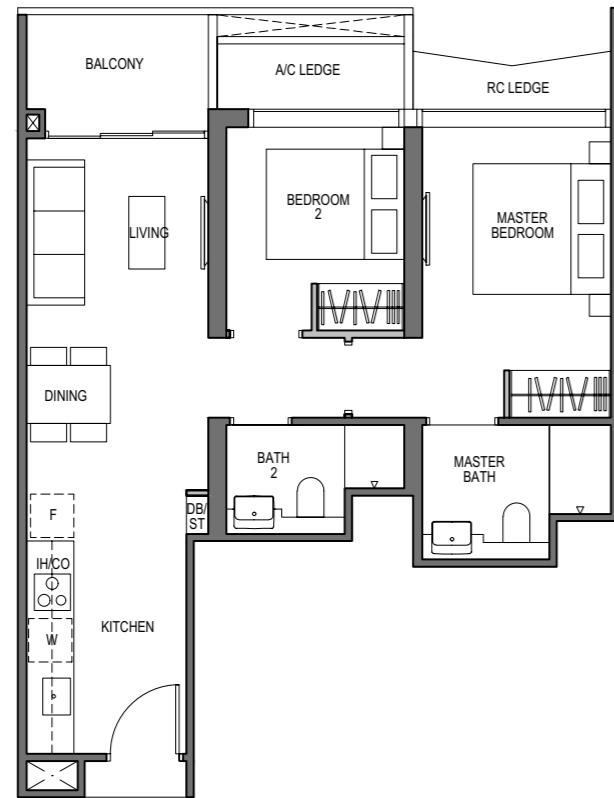 BALCONY
A/C LEDGE
RC LEDGE
LIVING
BEDROOM
2
MASTER
BEDROOM
DINING
BATH
2
MASTER
BATH
F
DB/
ST
IH/CO
W
KITCHEN